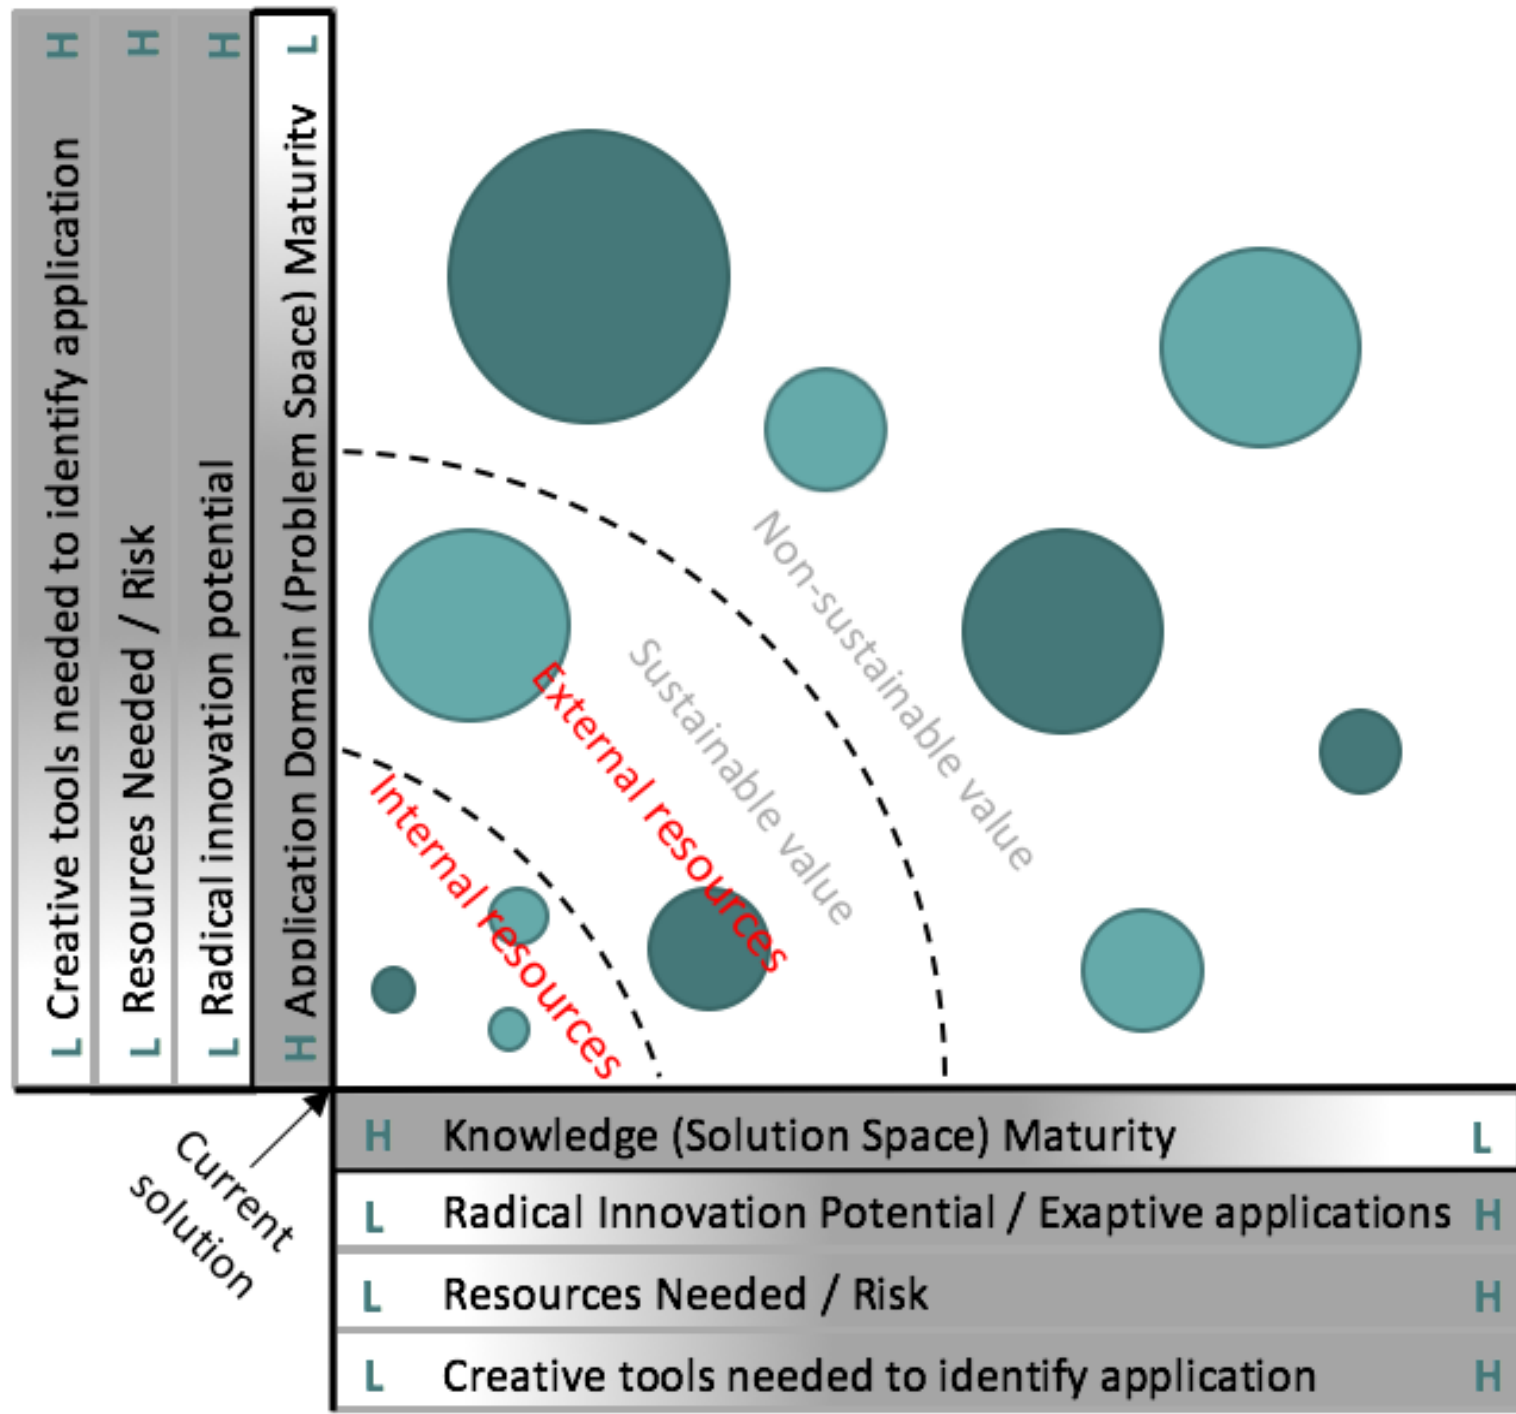 H
H
H
L
Creative tools needed to identify application
Resources Needed / Risk
Radical innovation potential
Application Domain (Problem Space) Maturity
L
L
L
H
Non-sustainable value
Sustainable value
External resources
Internal resources
Current
solution
H Knowledge (Solution Space) Maturity L
L Radical Innovation Potential / Exaptive applications H
L Resources Needed / Risk H
L Creative tools needed to identify application H